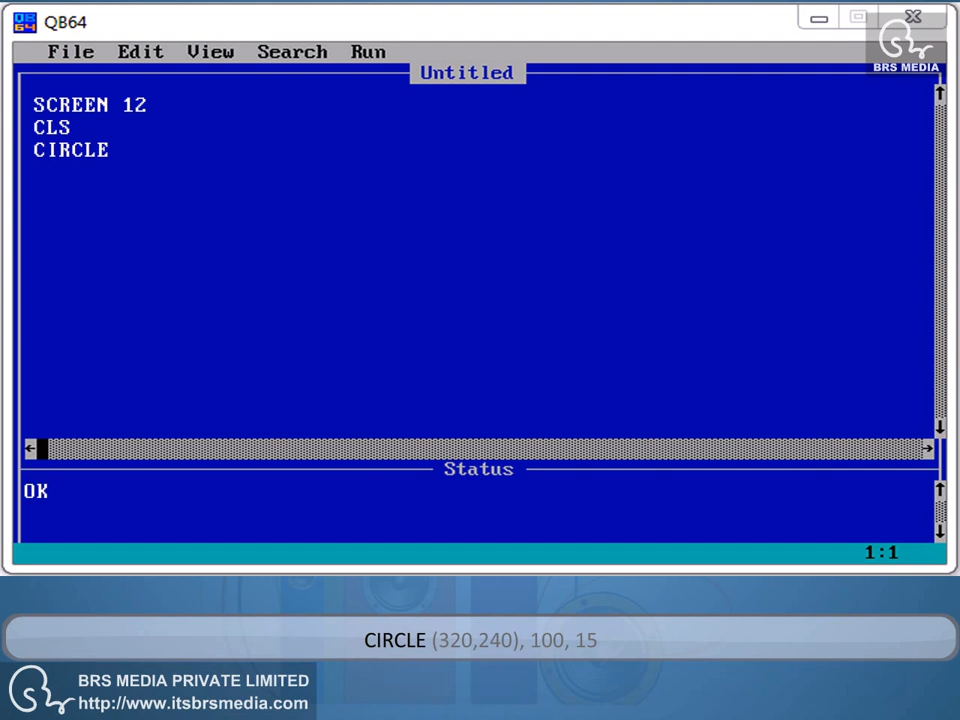 QB64
File Edit View Search Run
BRS MEDIA
Untitled
SCREEN 12
CLS
CIRCLE
Status
OK
1:1
CIRCLE (320,240), 100, 15
BRS MEDIA PRIVATE LIMITED
http://www.itsbrsmedia.com